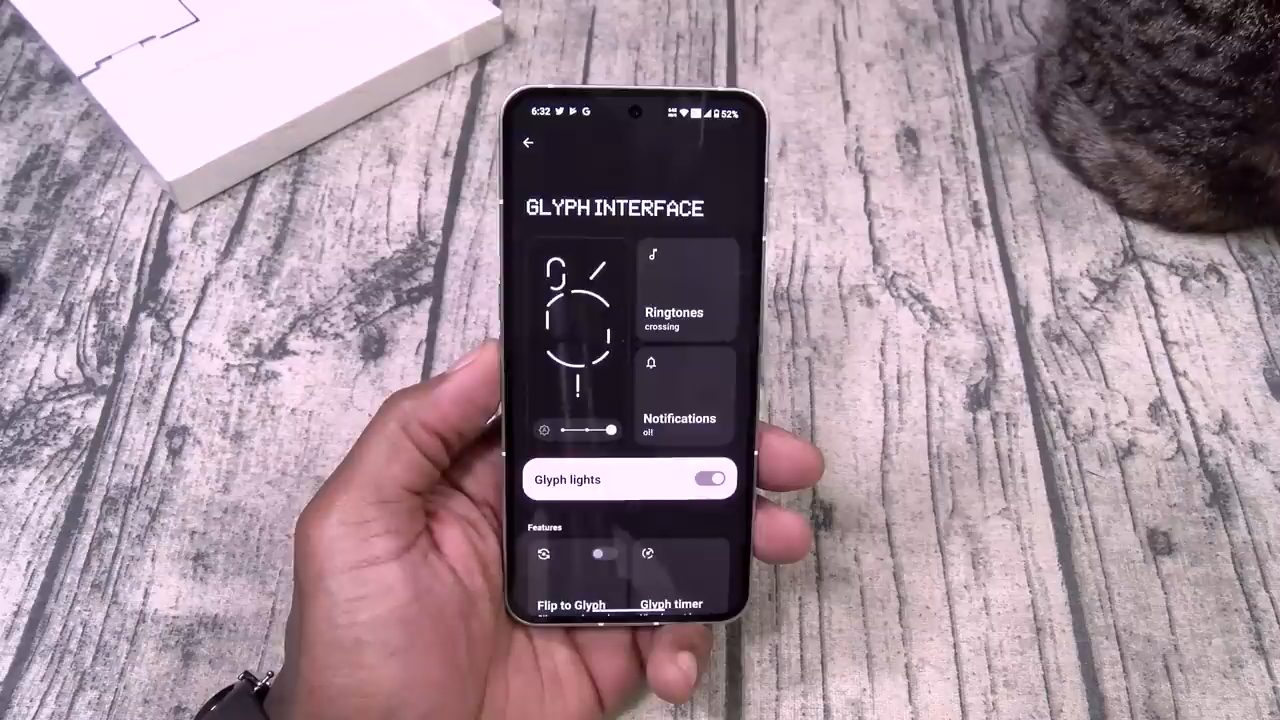 6:32
52%
GLYPH INTERFACE
Ringtones
crossing
Notifications
off
Glyph lights
Features
Flip to Glyph
Glyph timer